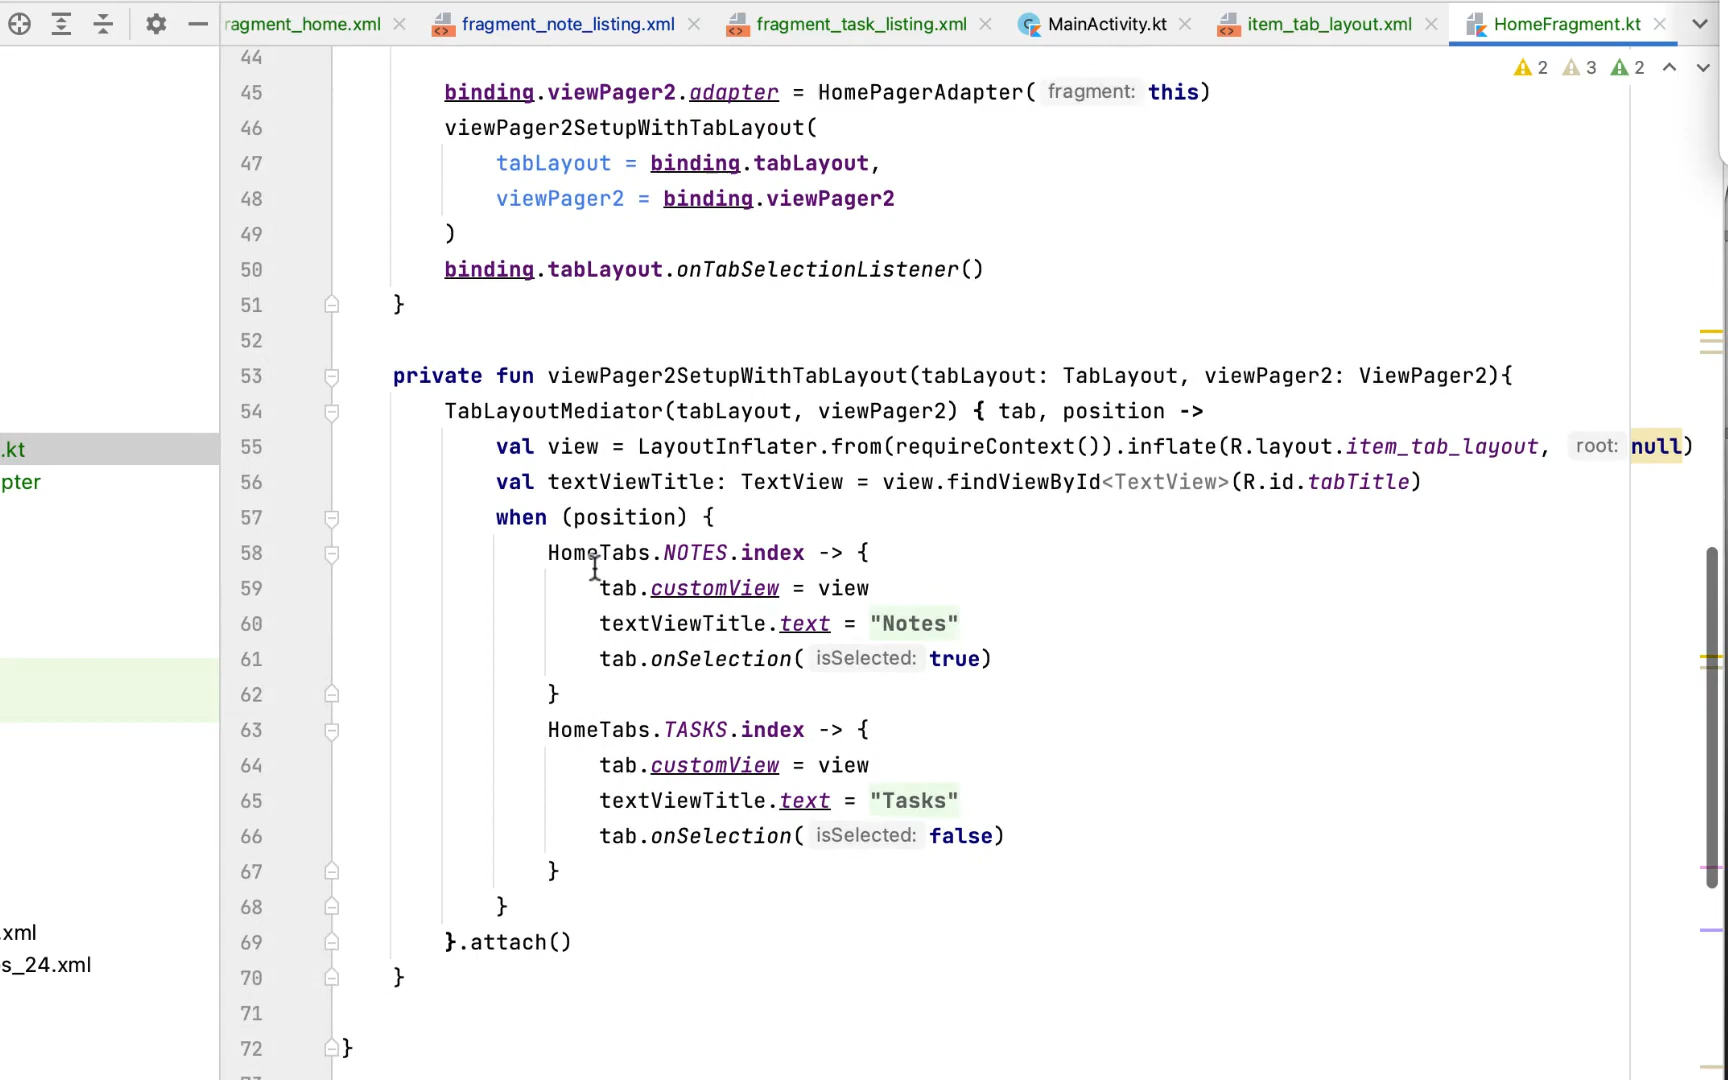 ragment_home.xml fragment_note_listing.xml fragment_task_listing.xml MainActivity.kt item_tab_layout.xml HomeFragment.kt
2 3 2
44
45 binding.viewPager2.adapter = HomePagerAdapter( fragment: this)
46 viewPager2SetupWithTabLayout(
47 tabLayout = binding.tabLayout,
48 viewPager2 = binding.viewPager2
49 )
50 binding.tabLayout.onTabSelectionListener()
51 }
52
53 private fun viewPager2SetupWithTabLayout(tabLayout: TabLayout, viewPager2: ViewPager2){
54 TabLayoutMediator(tabLayout, viewPager2) { tab, position ->
.kt
55 val view = LayoutInflater.from(requireContext()).inflate(R.layout.item_tab_layout, root: null)
pter
56 val textViewTitle: TextView = view.findViewById<TextView>(R.id.tabTitle)
57 when (position) {
58 HomeTabs.NOTES.index -> {
59 tab.customView = view
60 textViewTitle.text = "Notes"
61 tab.onSelection( isSelected: true)
62 }
63 HomeTabs.TASKS.index -> {
64 tab.customView = view
65 textViewTitle.text = "Tasks"
66 tab.onSelection( isSelected: false)
67 }
68 }
.xml
69 }.attach()
s_24.xml
70 }
71
72 }